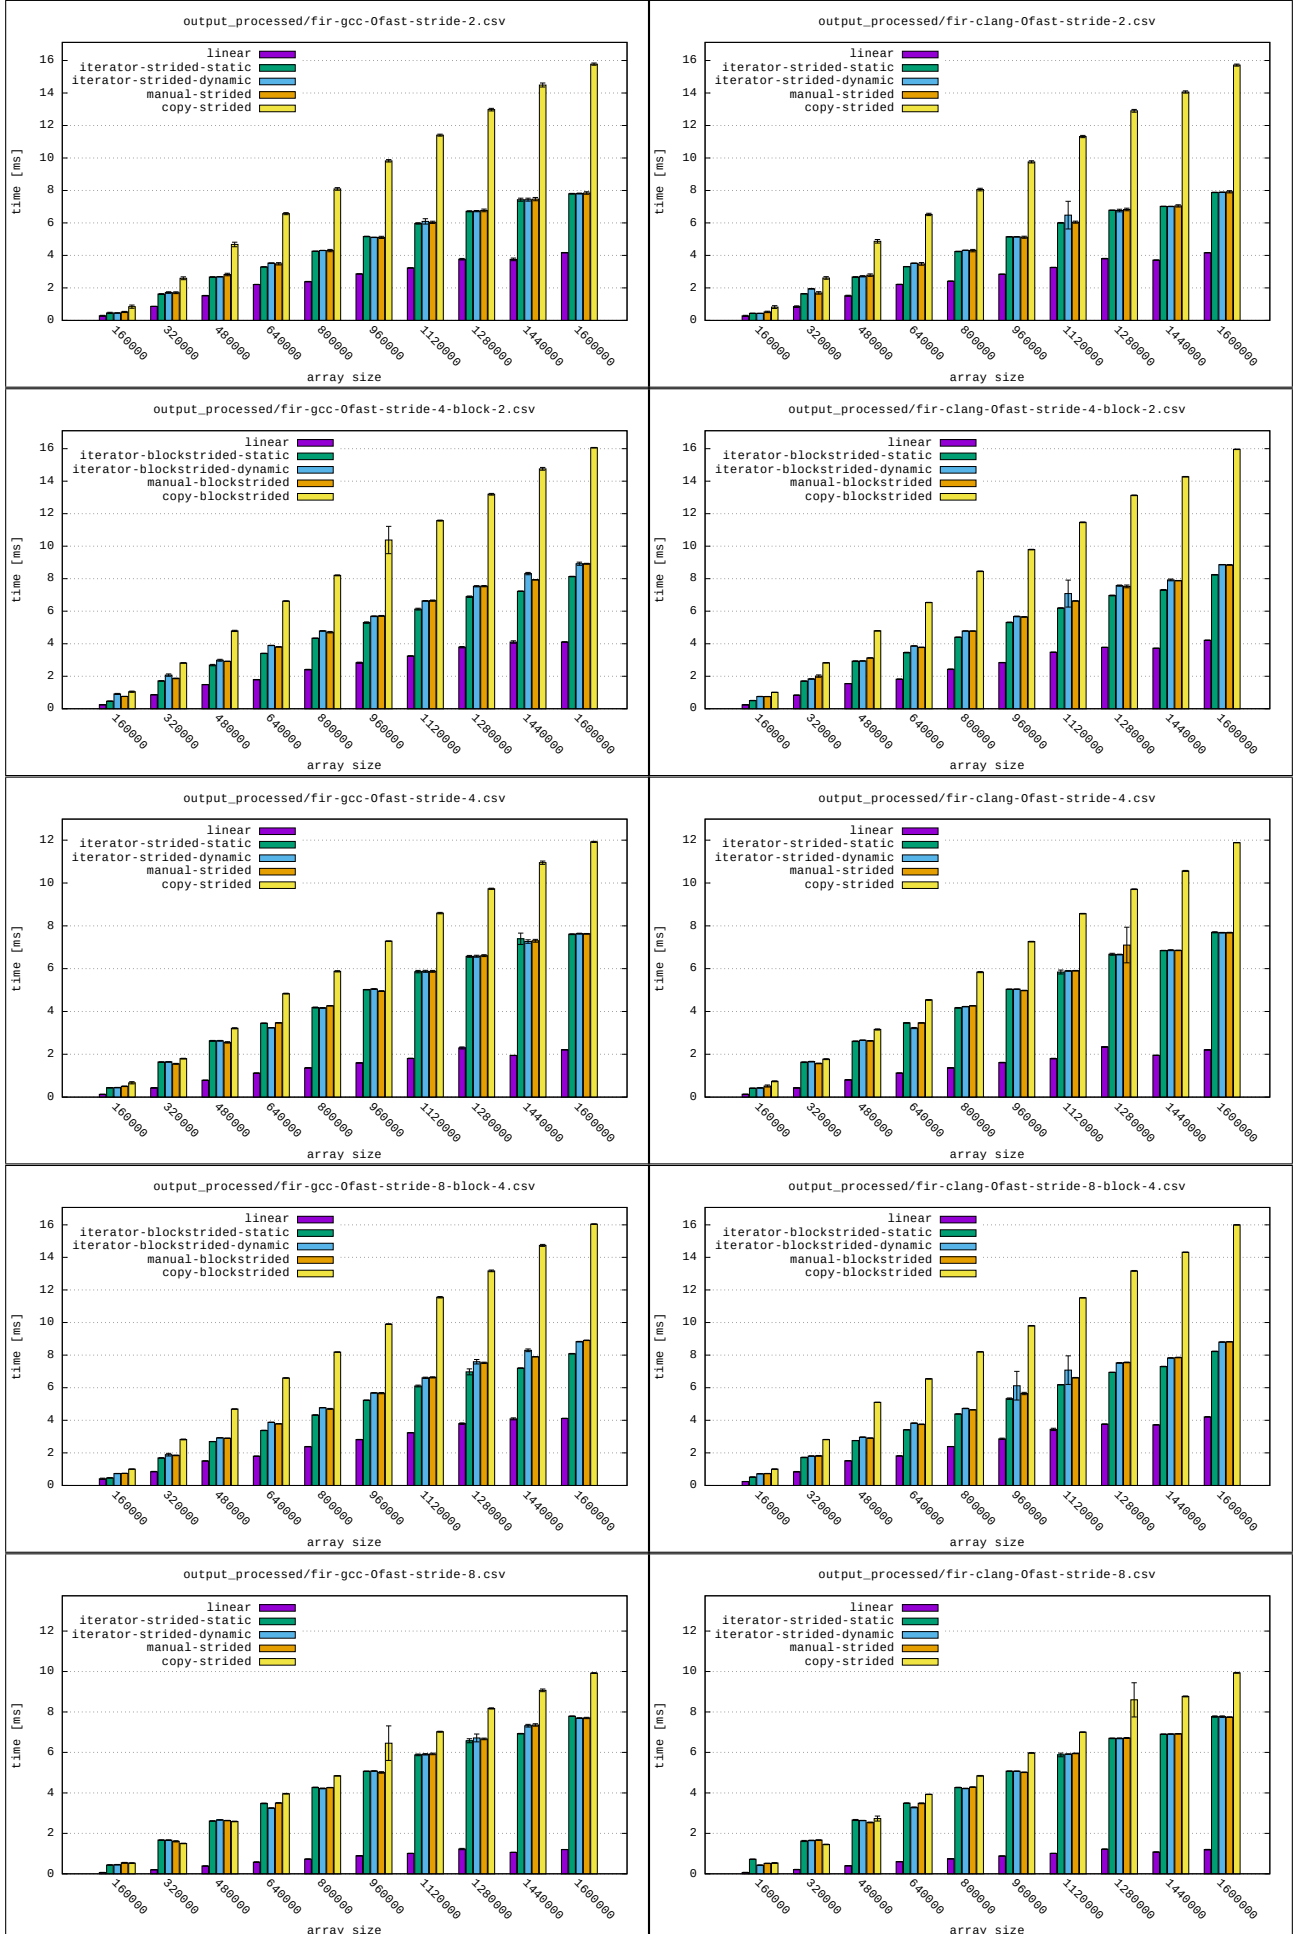 output_processed/fir-gcc-Ofast-stride-2.csv
linear
iterator-strided-static
iterator-strided-dynamic
manual-strided
copy-strided
time [ms]
16
14
12
10
8
6
4
2
0
160000 320000 480000 640000 800000 960000 1120000 1280000 1440000 1600000
array size
output_processed/fir-clang-Ofast-stride-2.csv
linear
iterator-strided-static
iterator-strided-dynamic
manual-strided
copy-strided
time [ms]
16
14
12
10
8
6
4
2
0
160000 320000 480000 640000 800000 960000 1120000 1280000 1440000 1600000
array size
output_processed/fir-gcc-Ofast-stride-4-block-2.csv
linear
iterator-blockstrided-static
iterator-blockstrided-dynamic
manual-blockstrided
copy-blockstrided
time [ms]
16
14
12
10
8
6
4
2
0
160000 320000 480000 640000 800000 960000 1120000 1280000 1440000 1600000
array size
output_processed/fir-clang-Ofast-stride-4-block-2.csv
linear
iterator-blockstrided-static
iterator-blockstrided-dynamic
manual-blockstrided
copy-blockstrided
time [ms]
16
14
12
10
8
6
4
2
0
160000 320000 480000 640000 800000 960000 1120000 1280000 1440000 1600000
array size
output_processed/fir-gcc-Ofast-stride-4.csv
linear
iterator-strided-static
iterator-strided-dynamic
manual-strided
copy-strided
time [ms]
12
10
8
6
4
2
0
160000 320000 480000 640000 800000 960000 1120000 1280000 1440000 1600000
array size
output_processed/fir-clang-Ofast-stride-4.csv
linear
iterator-strided-static
iterator-strided-dynamic
manual-strided
copy-strided
time [ms]
12
10
8
6
4
2
0
160000 320000 480000 640000 800000 960000 1120000 1280000 1440000 1600000
array size
output_processed/fir-gcc-Ofast-stride-8-block-4.csv
linear
iterator-blockstrided-static
iterator-blockstrided-dynamic
manual-blockstrided
copy-blockstrided
time [ms]
16
14
12
10
8
6
4
2
0
160000 320000 480000 640000 800000 960000 1120000 1280000 1440000 1600000
array size
output_processed/fir-clang-Ofast-stride-8-block-4.csv
linear
iterator-blockstrided-static
iterator-blockstrided-dynamic
manual-blockstrided
copy-blockstrided
time [ms]
16
14
12
10
8
6
4
2
0
160000 320000 480000 640000 800000 960000 1120000 1280000 1440000 1600000
array size
output_processed/fir-gcc-Ofast-stride-8.csv
linear
iterator-strided-static
iterator-strided-dynamic
manual-strided
copy-strided
time [ms]
12
10
8
6
4
2
0
160000 320000 480000 640000 800000 960000 1120000 1280000 1440000 1600000
array size
output_processed/fir-clang-Ofast-stride-8.csv
linear
iterator-strided-static
iterator-strided-dynamic
manual-strided
copy-strided
time [ms]
12
10
8
6
4
2
0
160000 320000 480000 640000 800000 960000 1120000 1280000 1440000 1600000
array size